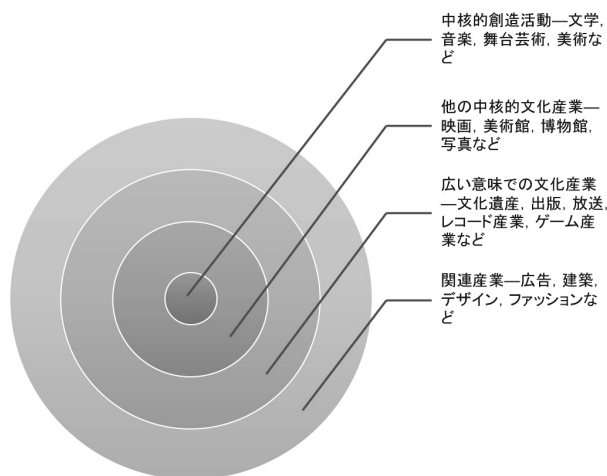 中核的創造活動―文学,
音楽, 舞台芸術, 美術な
ど
他の中核的文化産業―
映画, 美術館, 博物館,
写真など
広い意味での文化産業
―文化遺産, 出版, 放送,
レコード産業, ゲーム産
業など
関連産業―広告, 建築,
デザイン, ファッションな
ど